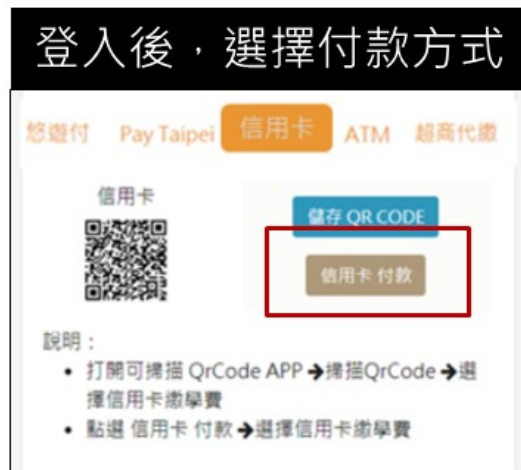 登入後，選擇付款方式
悠遊付 Pay Taipei 信用卡 ATM 超商代繳
信用卡
儲存 QR CODE
信用卡 付款
說明：
• 打開可掃描 QrCode APP ➔掃描QrCode ➔選
擇信用卡繳學費
• 點選 信用卡 付款 ➔選擇信用卡繳學費